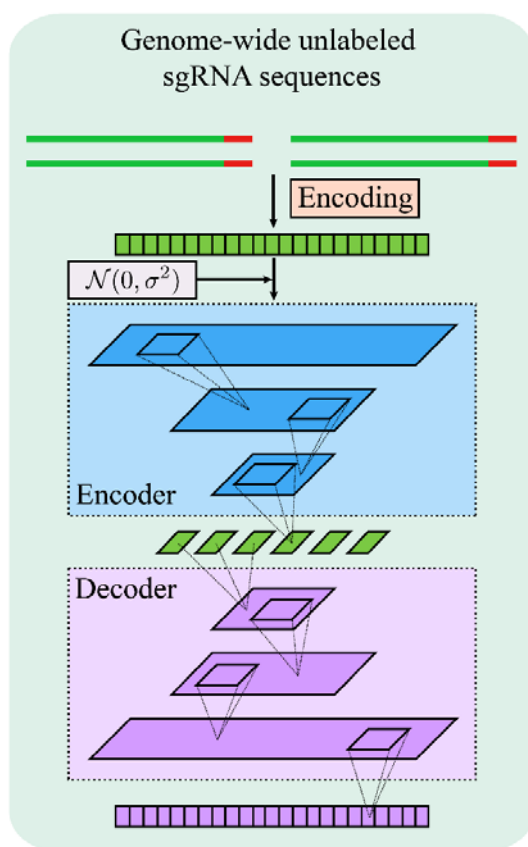 Genome-wide unlabeled
sgRNA sequences
Encoding
𝒩(0, σ²)
Encoder
Decoder